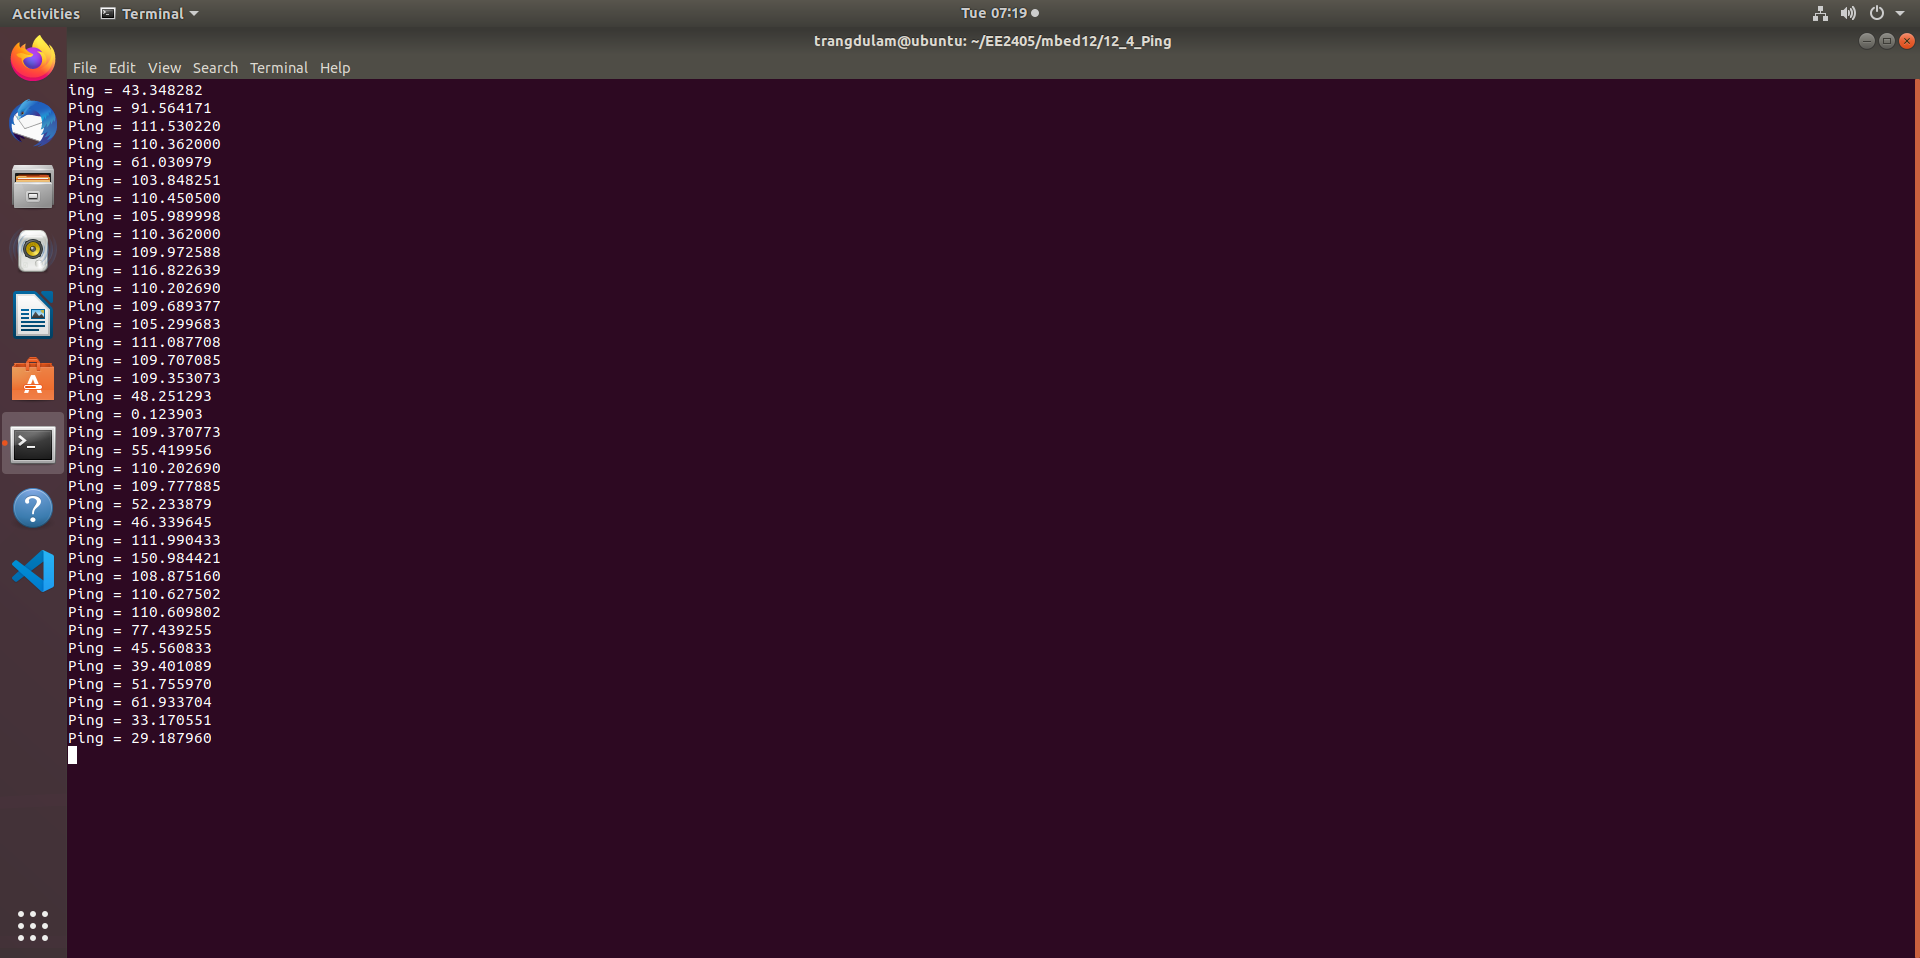 Activities
Terminal
Tue 07:19
trangdulam@ubuntu: ~/EE2405/mbed12/12_4_Ping
File Edit View Search Terminal Help
ing = 43.348282
Ping = 91.564171
Ping = 111.530220
Ping = 110.362000
Ping = 61.030979
Ping = 103.848251
Ping = 110.450500
Ping = 105.989998
Ping = 110.362000
Ping = 109.972588
Ping = 116.822639
Ping = 110.202690
Ping = 109.689377
Ping = 105.299683
Ping = 111.087708
Ping = 109.707085
Ping = 109.353073
Ping = 48.251293
Ping = 0.123903
Ping = 109.370773
Ping = 55.419956
Ping = 110.202690
Ping = 109.777885
Ping = 52.233879
Ping = 46.339645
Ping = 111.990433
Ping = 150.984421
Ping = 108.875160
Ping = 110.627502
Ping = 110.609802
Ping = 77.439255
Ping = 45.560833
Ping = 39.401089
Ping = 51.755970
Ping = 61.933704
Ping = 33.170551
Ping = 29.187960